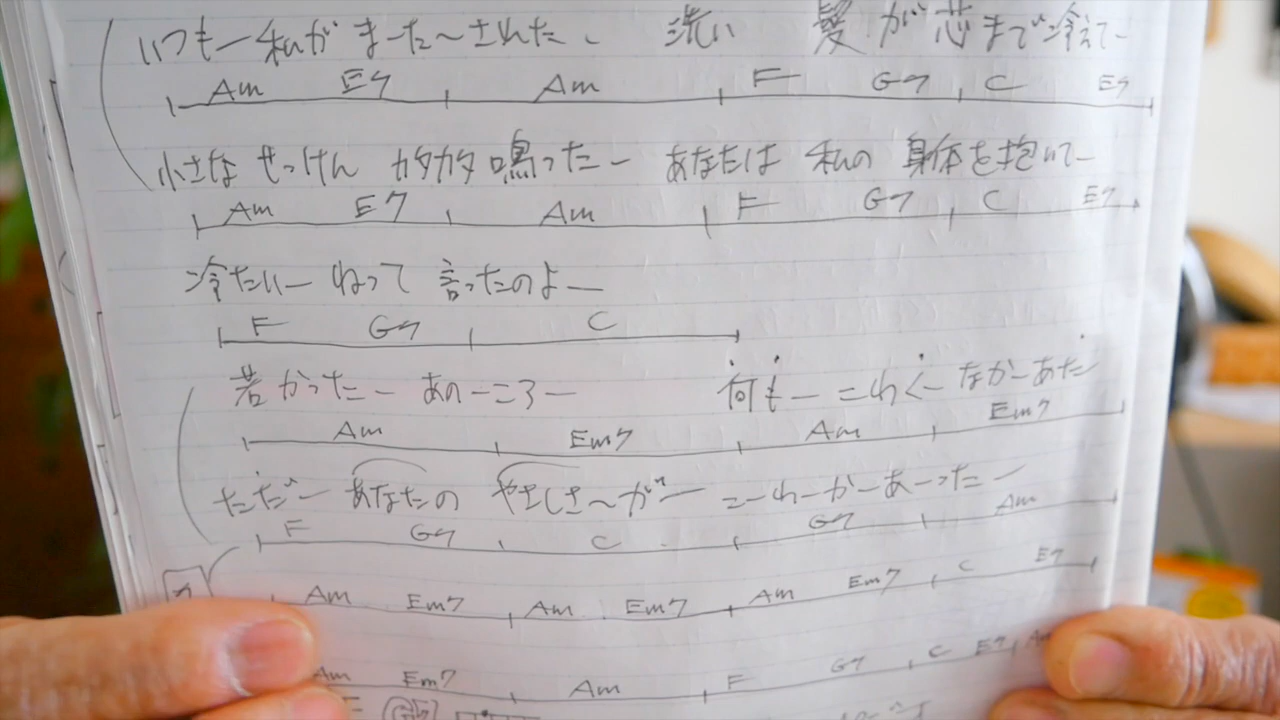 いつもー私がまーた〜されたー 洗い 髪が芯まで冷えてー
Am E7 Am F G7 C E7
小さな せっけん カタカタ鳴ったー あなたは 私の 身体を抱いてー
Am E7 Am F G7 C E7
冷たいー ねって 言ったのよー
F G7 C
若かったー あのーころー 何もーこわくーなかーあたー
Am Em7 Am Em7
ただーあなたの やさしさ〜がー こーわーかーあーったー
F G7 C G7 Am
Am Em7 Am Em7 Am Em7 C E7
Am Em7 Am F G7 C E7 Am